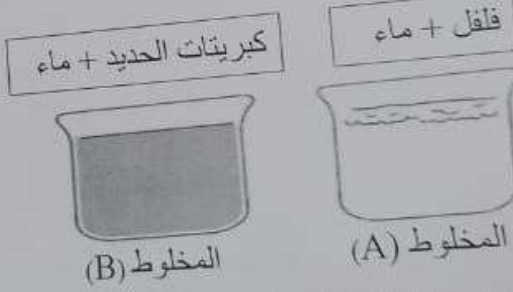 فلفل + ماء
كبريتات الحديد + ماء
المخلوط (A)
المخلوط (B)